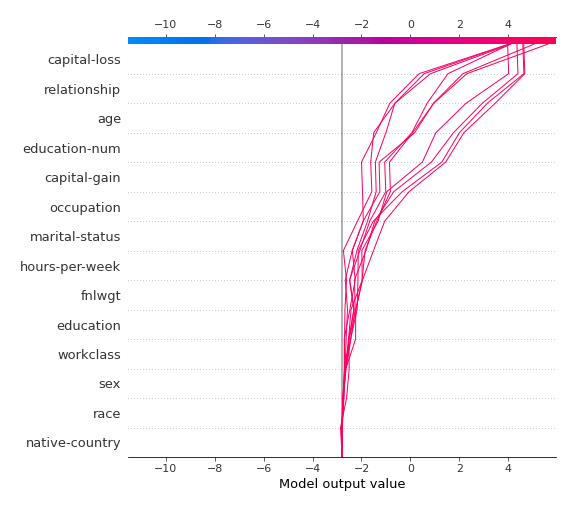 −10 −8 −6 −4 −2 0 2 4
capital-loss
relationship
age
education-num
capital-gain
occupation
marital-status
hours-per-week
fnlwgt
education
workclass
sex
race
native-country
−10 −8 −6 −4 −2 0 2 4
Model output value